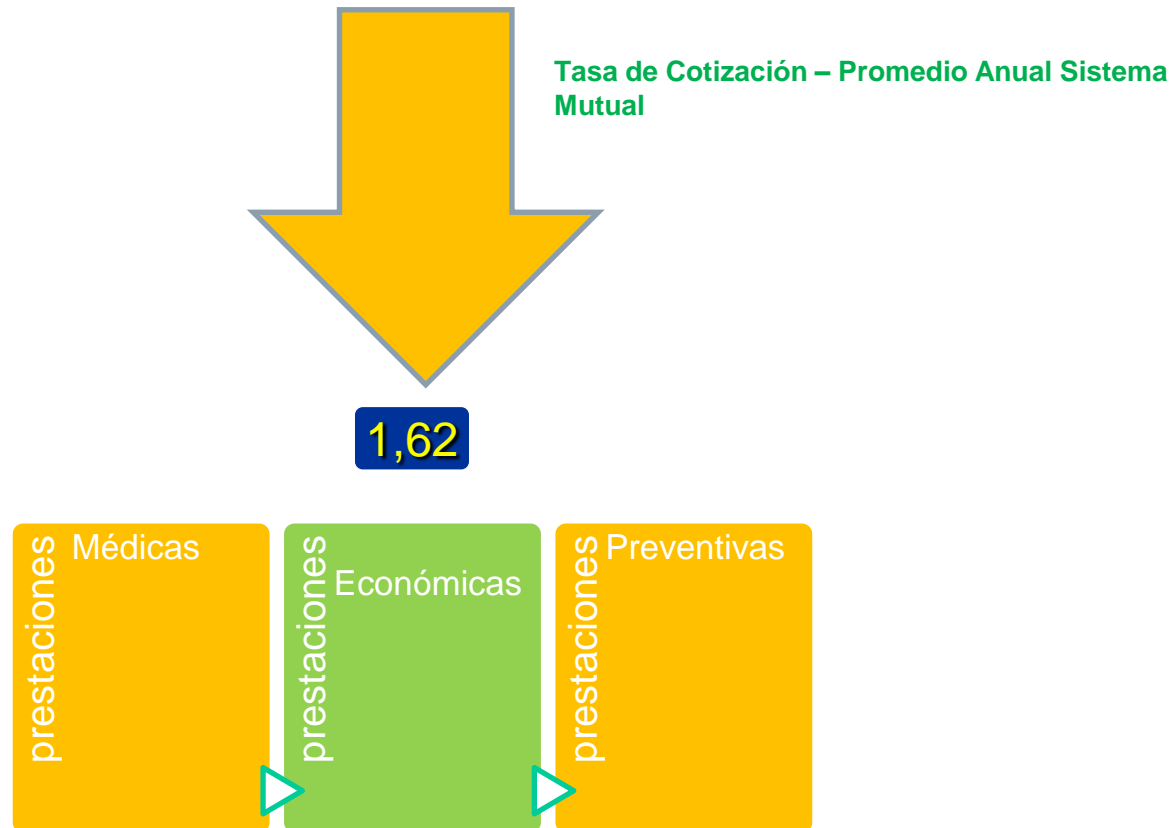 Tasa de Cotización – Promedio Anual Sistema
Mutual
1,62
prestaciones
Médicas
prestaciones
Económicas
prestaciones
Preventivas